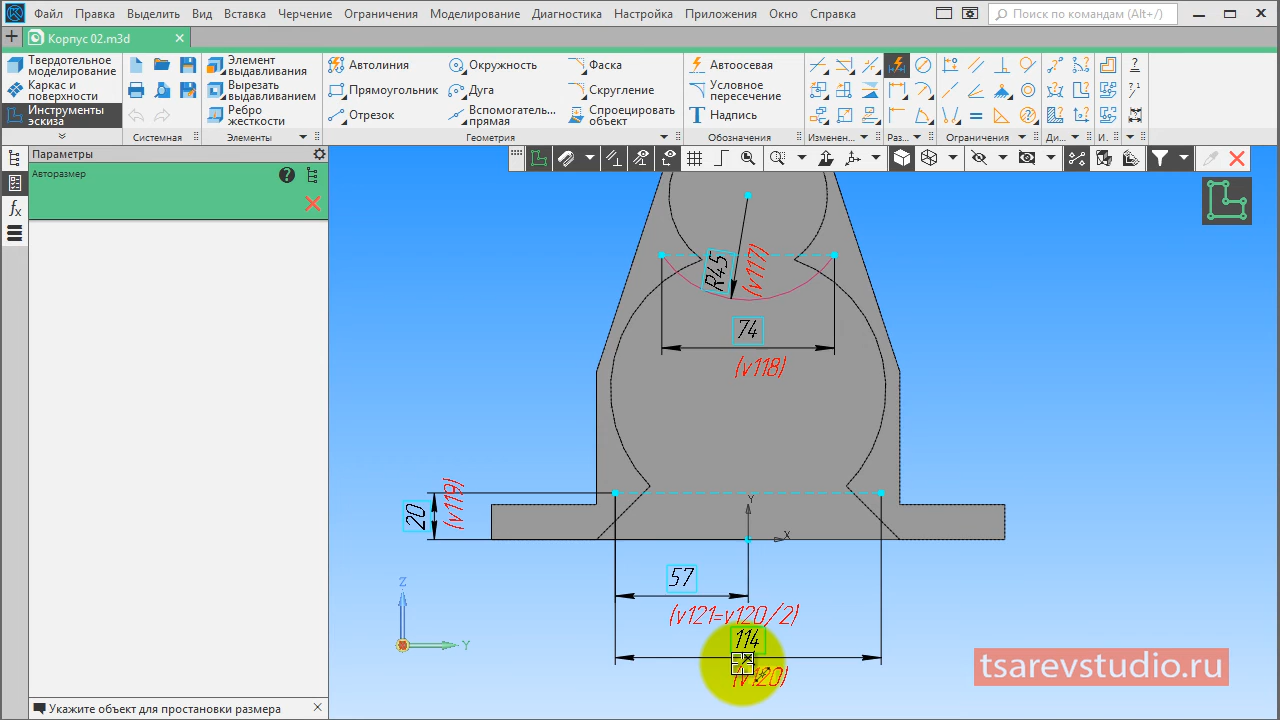 Файл Правка Выделить Вид Вставка Черчение Ограничения Моделирование Диагностика Настройка Приложения Окно Справка Поиск по командам (Alt+/)
Корпус 02.m3d
Твердотельное моделирование
Каркас и поверхности
Инструменты эскиза
Системная
Элемент выдавливания
Вырезать выдавливанием
Ребро жесткости
Элементы
Автолиния Окружность Фаска
Прямоугольник Дуга Скругление
Отрезок Вспомогатель... прямая Спроецировать объект
Геометрия
Автоосевая
Условное пересечение
Надпись
Обозначения
Изменен... Раз... Ограничения Ди... И.
Параметры
Авторазмер
R45
(v117)
74
(v118)
20
(v119)
Y
X
57
(v121=v120/2)
114
(v120)
Z
Y
tsarevstudio.ru
Укажите объект для простановки размера